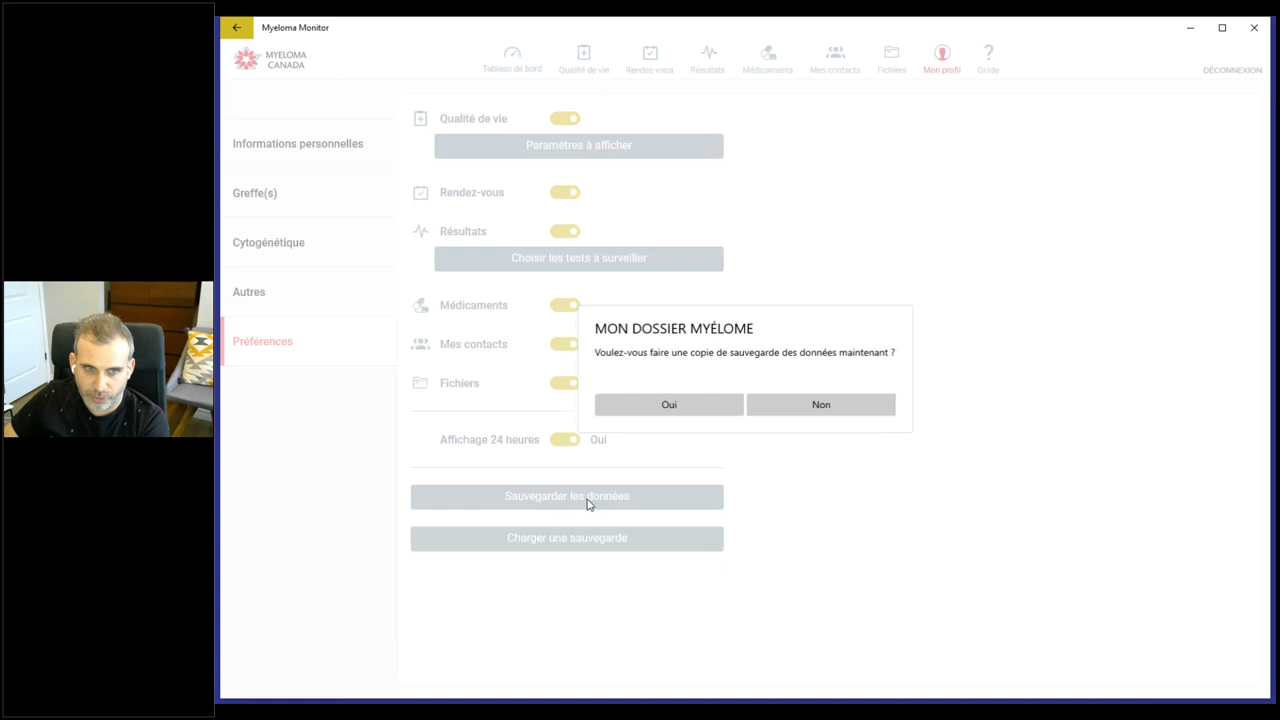 Myeloma Monitor
MYELOMA
CANADA
Tableau de bord
Qualité de vie
Rendez-vous
Résultats
Médicaments
Mes contacts
Fichiers
Mon profil
Guide
DÉCONNEXION
Informations personnelles
Greffe(s)
Cytogénétique
Autres
Préférences
Qualité de vie
Paramètres à afficher
Rendez-vous
Résultats
Choisir les tests à surveiller
Médicaments
Mes contacts
Fichiers
Affichage 24 heures
Oui
Sauvegarder les données
Charger une sauvegarde
MON DOSSIER MYÉLOME
Voulez-vous faire une copie de sauvegarde des données maintenant ?
Oui
Non